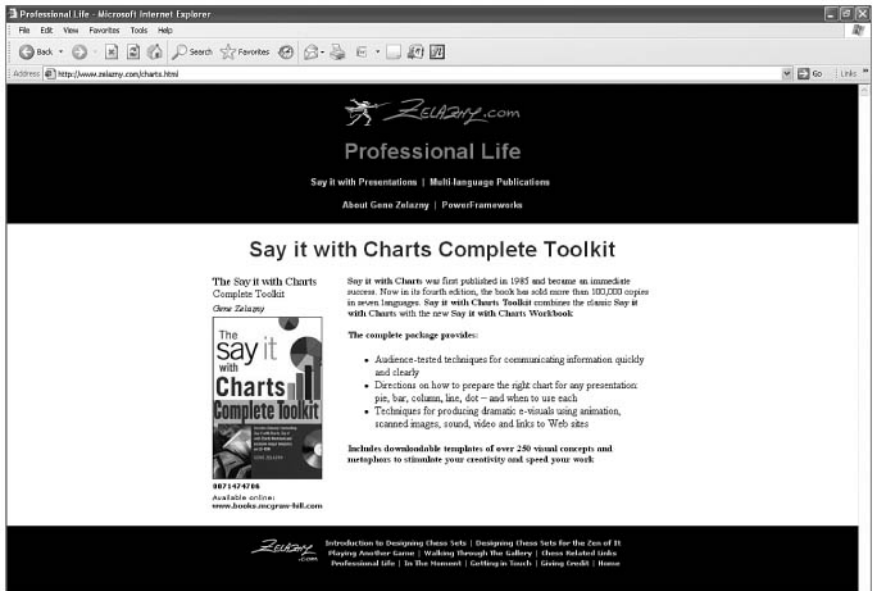 Professional Life - Microsoft Internet Explorer
File Edit View Favorites Tools Help
Back Search Favorites
Address http://www.zelazny.com/charts.html Go Links »
ZELAZNY.com
Professional Life
Say it with Presentations | Multi-language Publications
About Gene Zelazny | PowerFrameworks
Say it with Charts Complete Toolkit
The Say it with Charts
Complete Toolkit
Gene Zelazny
The
say it
with
Charts
Complete Toolkit
GENE ZELAZNY
0071474706
Available online:
www.books.mcgraw-hill.com
Say it with Charts was first published in 1985 and became an immediate
success. Now in its fourth edition, the book has sold more than 100,000 copies
in seven languages. Say it with Charts Toolkit combines the classic Say it
with Charts with the new Say it with Charts Workbook
The complete package provides:
• Audience-tested techniques for communicating information quickly
and clearly
• Directions on how to prepare the right chart for any presentation:
pie, bar, column, line, dot – and when to use each
• Techniques for producing dramatic e-visuals using animation,
scanned images, sound, video and links to Web sites
Includes downloadable templates of over 250 visual concepts and
metaphors to stimulate your creativity and speed your work
ZELAZNY
.com
Introduction to Designing Chess Sets | Designing Chess Sets for the Zen of It
Playing Another Game | Walking Through The Gallery | Chess Related Links
Professional Life | In The Moment | Getting in Touch | Giving Credit | Home